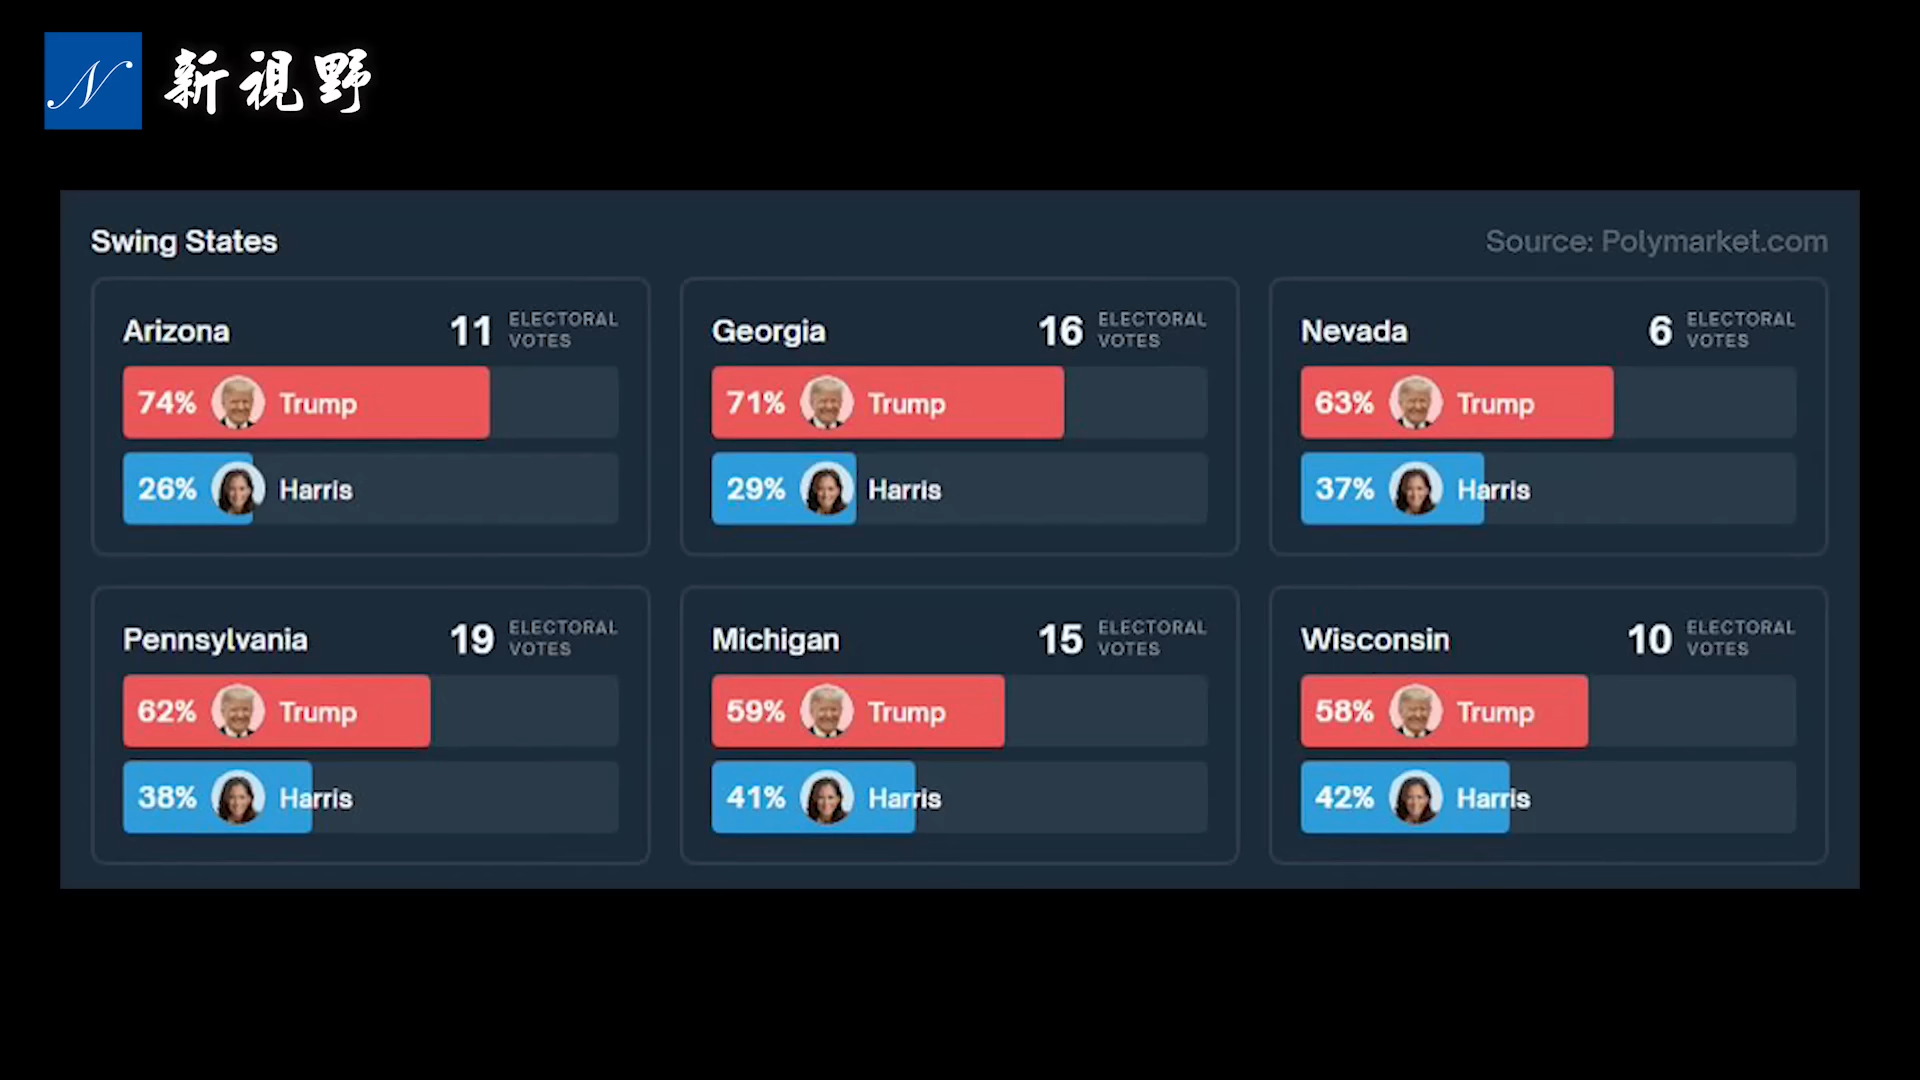 N 新視野
Swing States
Source: Polymarket.com
Arizona
11 ELECTORAL VOTES
74% Trump
26% Harris
Georgia
16 ELECTORAL VOTES
71% Trump
29% Harris
Nevada
6 ELECTORAL VOTES
63% Trump
37% Harris
Pennsylvania
19 ELECTORAL VOTES
62% Trump
38% Harris
Michigan
15 ELECTORAL VOTES
59% Trump
41% Harris
Wisconsin
10 ELECTORAL VOTES
58% Trump
42% Harris